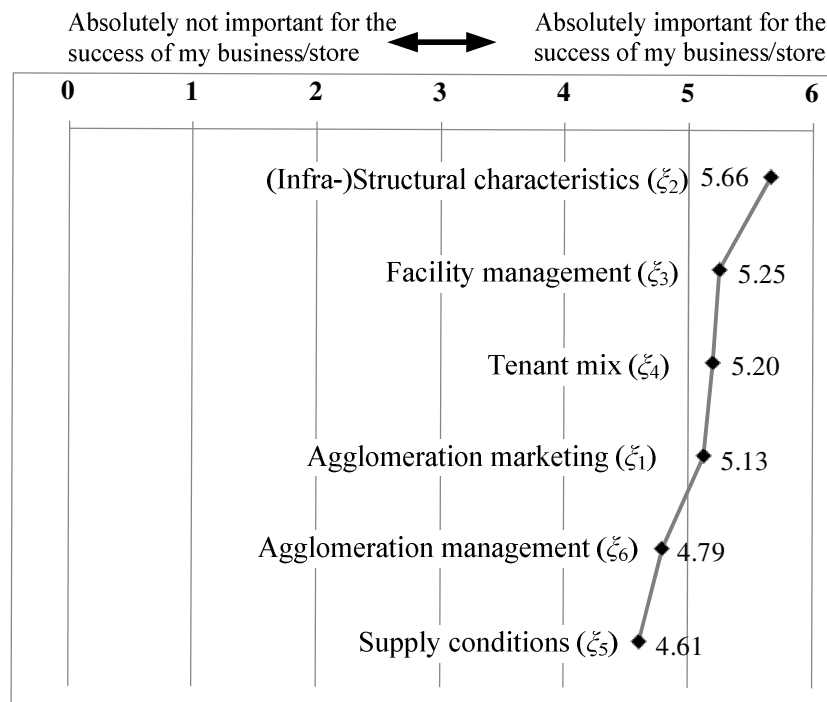 Absolutely not important for the
success of my business/store
Absolutely important for the
success of my business/store
0 1 2 3 4 5 6
(Infra-)Structural characteristics (ξ2) 5.66
Facility management (ξ3) 5.25
Tenant mix (ξ4) 5.20
Agglomeration marketing (ξ1) 5.13
Agglomeration management (ξ6) 4.79
Supply conditions (ξ5) 4.61